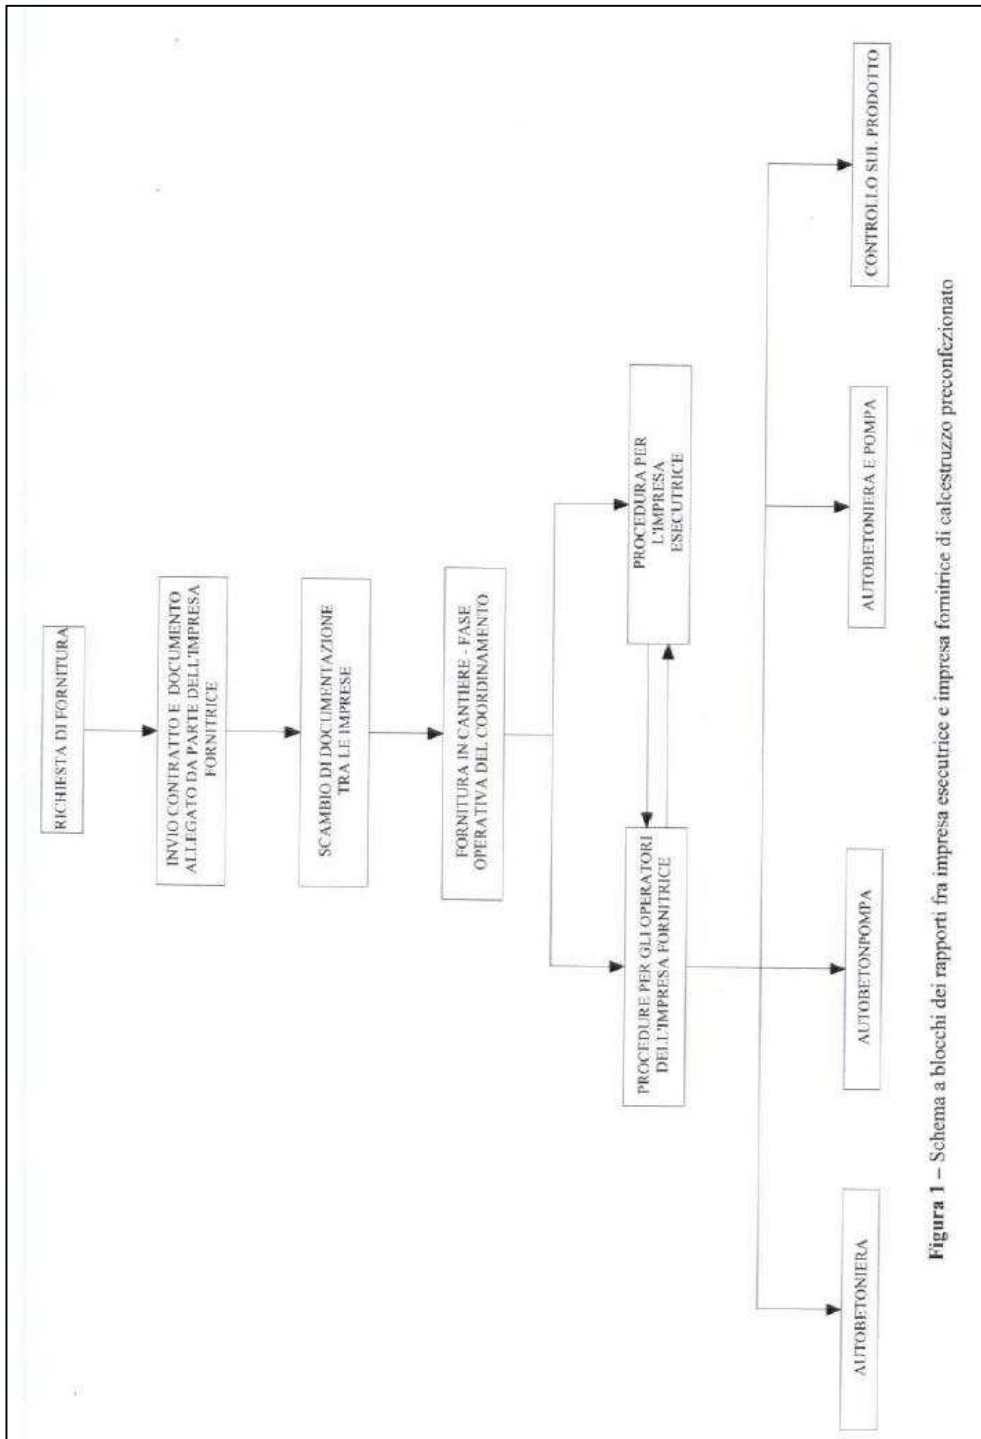 RICHIESTA DI FORNITURA
INVIO CONTRATTO E DOCUMENTO
ALLEGATO DA PARTE DELL'IMPRESA
FORNITRICE
SCAMBIO DI DOCUMENTAZIONE
TRA LE IMPRESE
FORNITURA IN CANTIERE - FASE
OPERATIVA DEL COORDINAMENTO
PROCEDURE PER GLI OPERATORI
DELL'IMPRESA FORNITRICE
PROCEDURA PER
L'IMPRESA
ESECUTRICE
AUTOBETONIERA
AUTOBETONPOMPA
AUTOBETONIERA E POMPA
CONTROLLO SUL PRODOTTO
Figura 1 – Schema a blocchi dei rapporti fra impresa esecutrice e impresa fornitrice di calcestruzzo preconfezionato